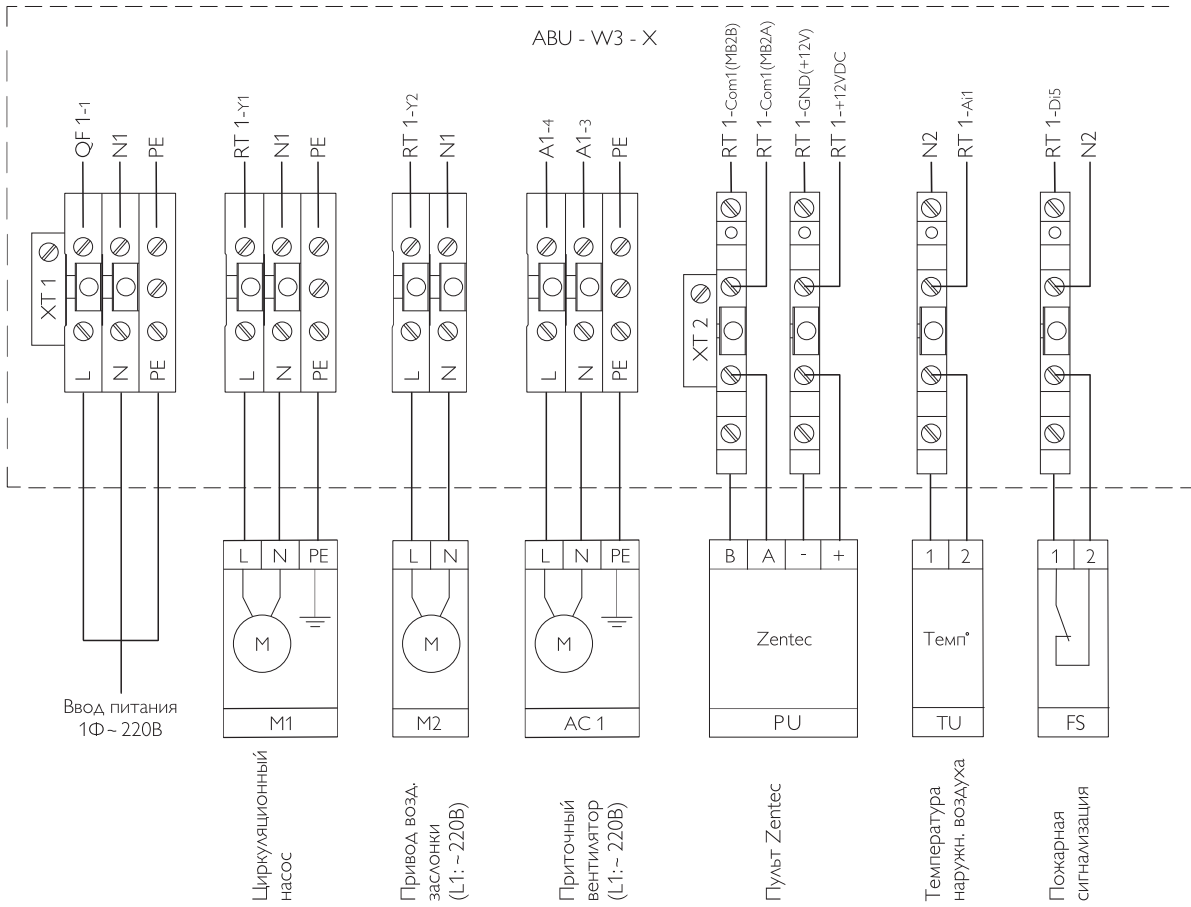 ABU - W3 - X
QF 1-1
N1
PE
RT 1-Y1
N1
PE
RT 1-Y2
N1
A1-4
A1-3
PE
RT 1-Com1(MB2B)
RT 1-Com1(MB2A)
RT 1-GND(+12V)
RT 1-+12VDC
N2
RT 1-Ai1
RT 1-Di5
N2
XT 1
XT 2
L
N
PE
L
N
PE
L
N
L
N
PE
L N PE
L N
L N PE
B A - +
1 2
1 2
M
M
M
Zentec
Темп°
M1
M2
AC 1
PU
TU
FS
Ввод питания
1Ф~ 220В
Циркуляционный
насос
Привод возд.
заслонки
(L1: ~ 220В)
Приточный
вентилятор
(L1: ~ 220В)
Пульт Zentec
Температура
наружн. воздуха
Пожарная
сигнализация